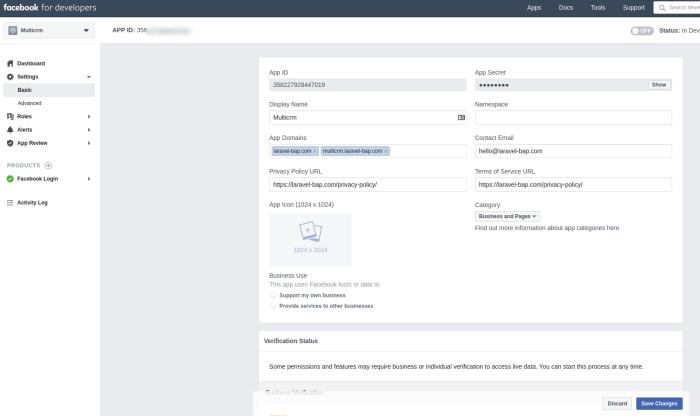 facebook for developers
Apps Docs Tools Support Search
Multicrm
APP ID: 358
OFF Status: In Dev
Dashboard
Settings
Basic
Advanced
Roles
Alerts
App Review
PRODUCTS
Facebook Login
Activity Log
App ID
358227928447019
App Secret
●●●●●●●●
Show
Display Name
Multicrm
Namespace
App Domains
laravel-bap.com × multicrm.laravel-bap.com ×
Contact Email
hello@laravel-bap.com
Privacy Policy URL
https://laravel-bap.com/privacy-policy/
Terms of Service URL
https://laravel-bap.com/privacy-policy/
App Icon (1024 x 1024)
1024 x 1024
Category
Business and Pages
Find out more information about app categories here
Business Use
This app uses Facebook tools or data to
Support my own business
Provide services to other businesses
Verification Status
Some permissions and features may require business or individual verification to access live data. You can start this process at any time.
Business Verification
Discard Save Changes